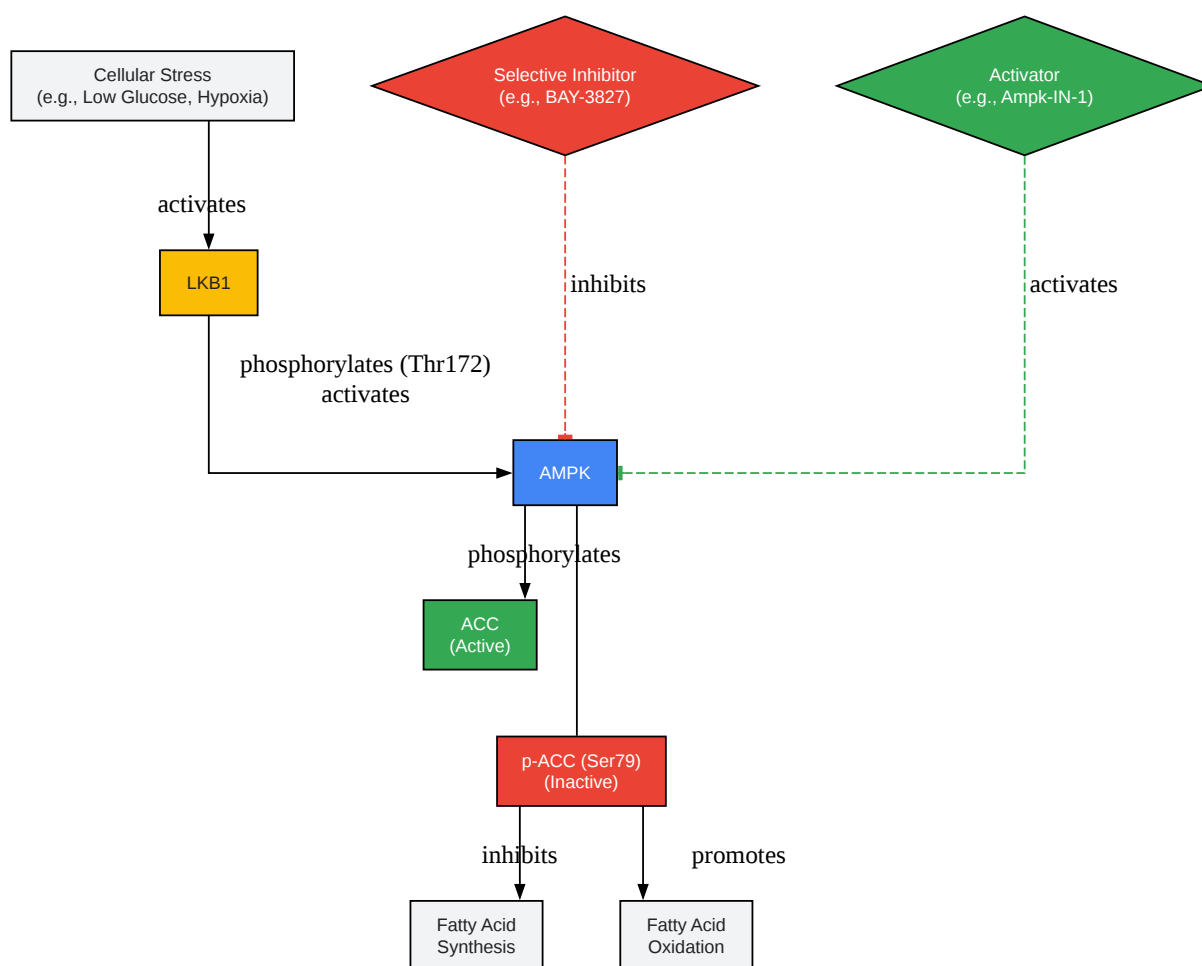 Cellular Stress
(e.g., Low Glucose, Hypoxia)
Selective Inhibitor
(e.g., BAY-3827)
Activator
(e.g., Ampk-IN-1)
activates
LKB1
inhibits
activates
phosphorylates (Thr172)
activates
AMPK
phosphorylates
ACC
(Active)
p-ACC (Ser79)
(Inactive)
inhibits
promotes
Fatty Acid
Synthesis
Fatty Acid
Oxidation